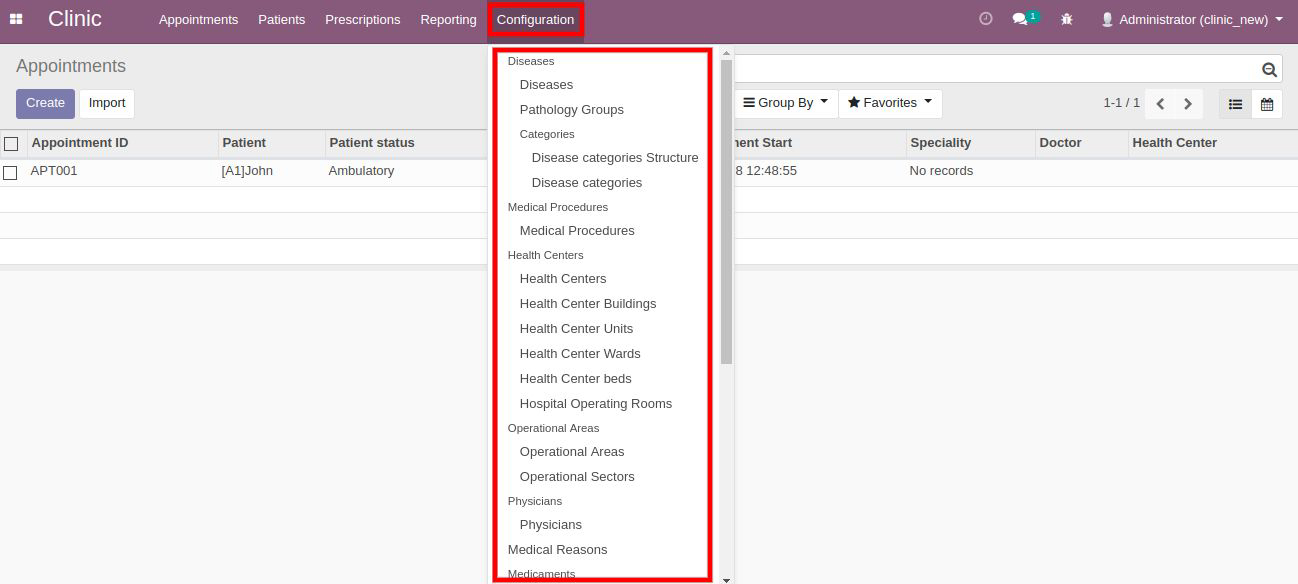 Clinic Appointments Patients Prescriptions Reporting Configuration 1 Administrator (clinic_new)
Appointments
Create Import Group By Favorites 1-1 / 1
Appointment ID Patient Patient status nent Start Speciality Doctor Health Center
APT001 [A1]John Ambulatory 8 12:48:55 No records
Diseases
Diseases
Pathology Groups
Categories
Disease categories Structure
Disease categories
Medical Procedures
Medical Procedures
Health Centers
Health Centers
Health Center Buildings
Health Center Units
Health Center Wards
Health Center beds
Hospital Operating Rooms
Operational Areas
Operational Areas
Operational Sectors
Physicians
Physicians
Medical Reasons
Medicaments